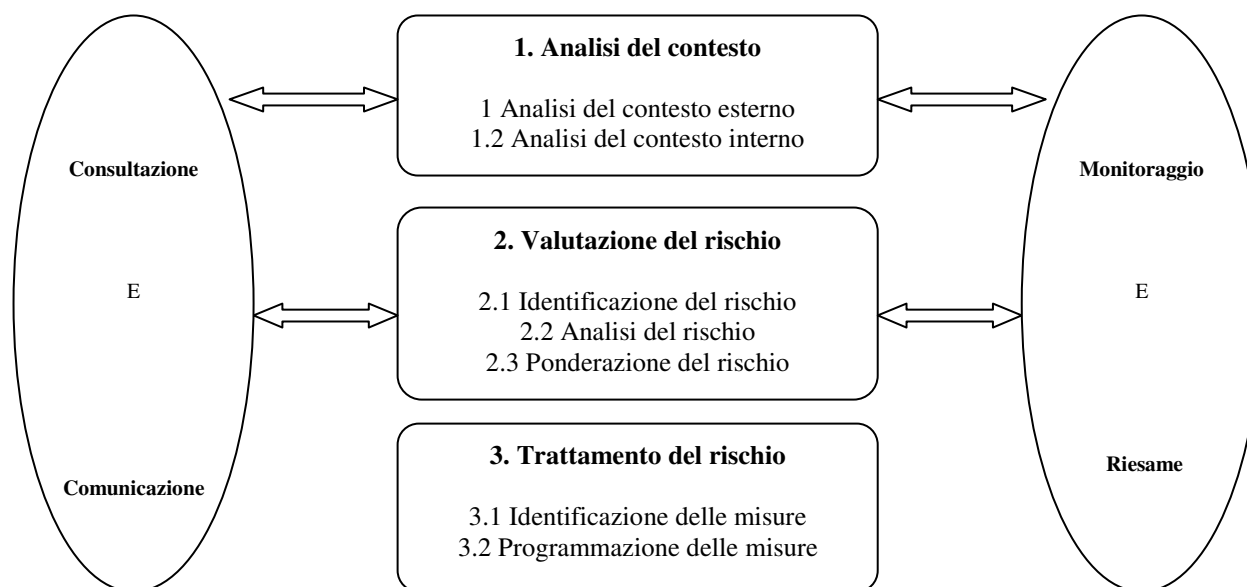 1. Analisi del contesto
1 Analisi del contesto esterno
1.2 Analisi del contesto interno
Consultazione
E
Comunicazione
2. Valutazione del rischio
2.1 Identificazione del rischio
2.2 Analisi del rischio
2.3 Ponderazione del rischio
3. Trattamento del rischio
3.1 Identificazione delle misure
3.2 Programmazione delle misure
Monitoraggio
E
Riesame